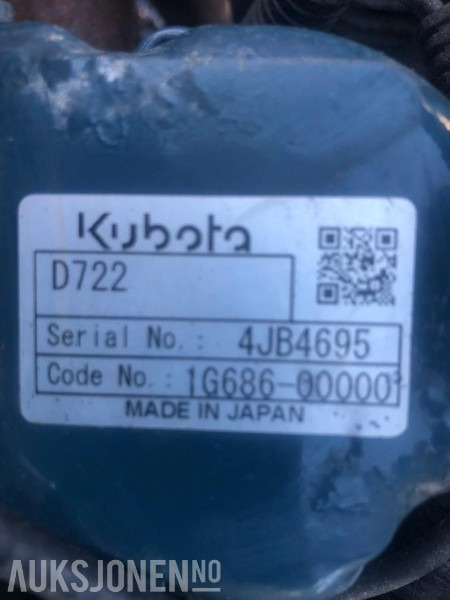 Kubota
D722
Serial No.: 4JB4695
Code No.: 1G686-00000
MADE IN JAPAN
AUKSJONEN.NO